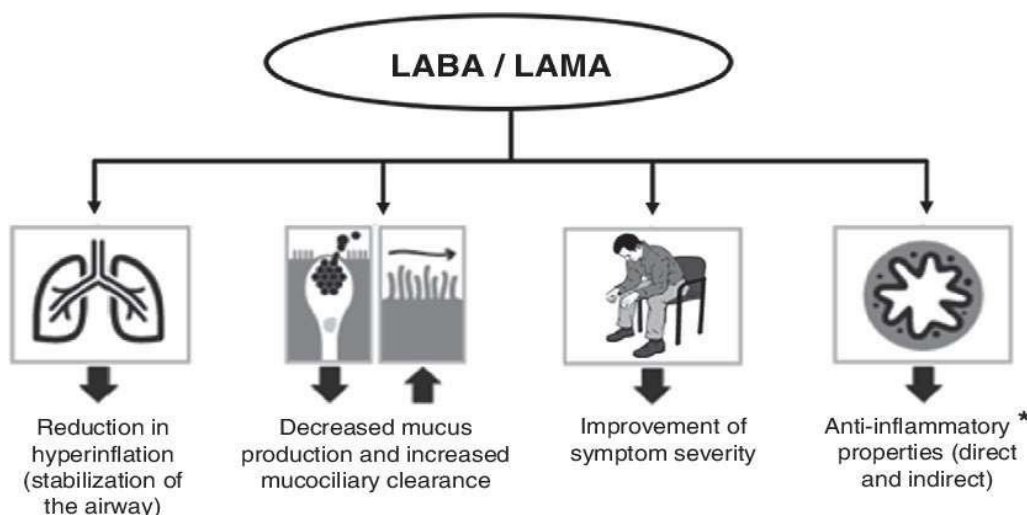 LABA / LAMA
Reduction in
hyperinflation
(stabilization of
the airway)
Decreased mucus
production and increased
mucociliary clearance
Improvement of
symptom severity
Anti-inflammatory *
properties (direct
and indirect)